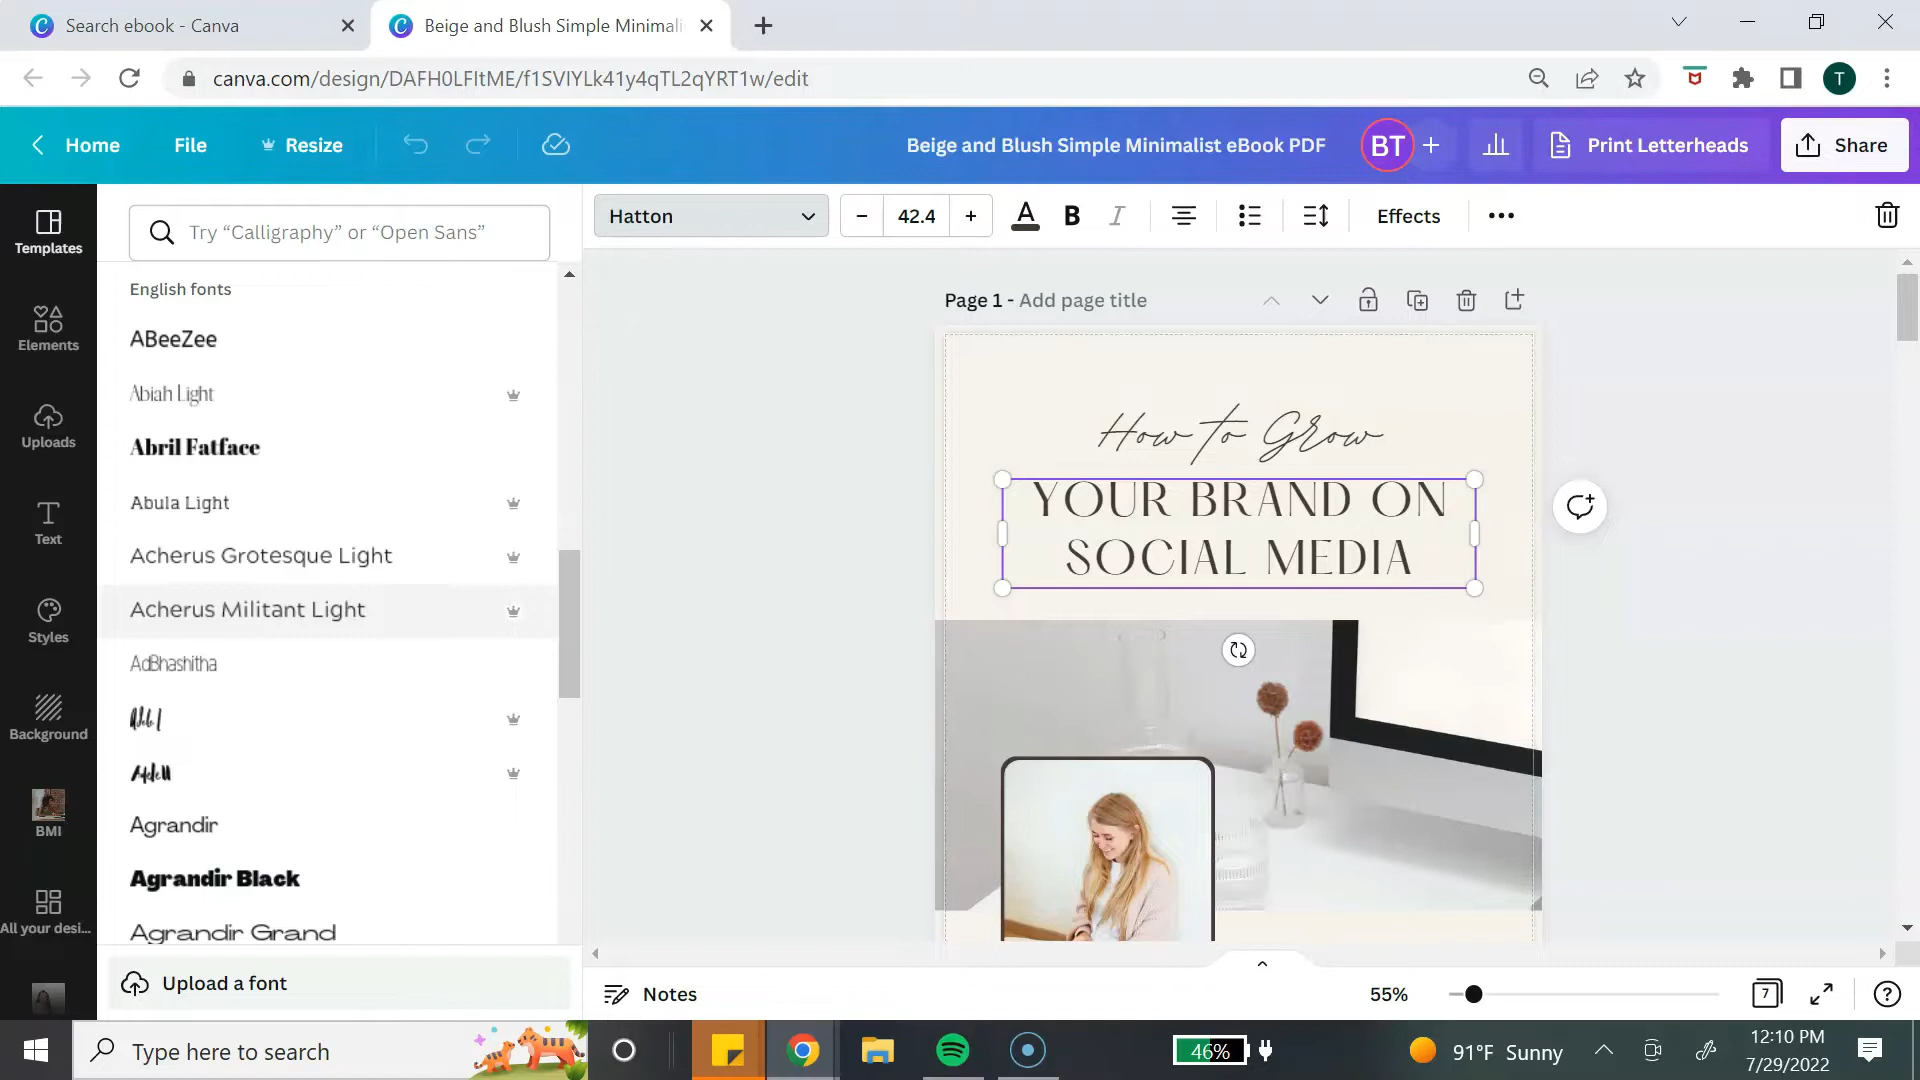 Search ebook - Canva
Beige and Blush Simple Minimali
canva.com/design/DAFH0LFItME/f1SVIYLk41y4qTL2qYRT1w/edit
T
Home
File
Resize
Beige and Blush Simple Minimalist eBook PDF
BT
Print Letterheads
Share
Templates
Elements
Uploads
Text
Styles
Background
BMI
All your desi...
Try “Calligraphy” or “Open Sans”
English fonts
ABeeZee
Abiah Light
Abril Fatface
Abula Light
Acherus Grotesque Light
Acherus Militant Light
AdBhashitha
Agrandir
Agrandir Black
Agrandir Grand
Upload a font
Hatton
42.4
A
B
I
Effects
Page 1 - Add page title
How to Grow
YOUR BRAND ON
SOCIAL MEDIA
Notes
55%
7
Type here to search
46%
91°F Sunny
12:10 PM
7/29/2022